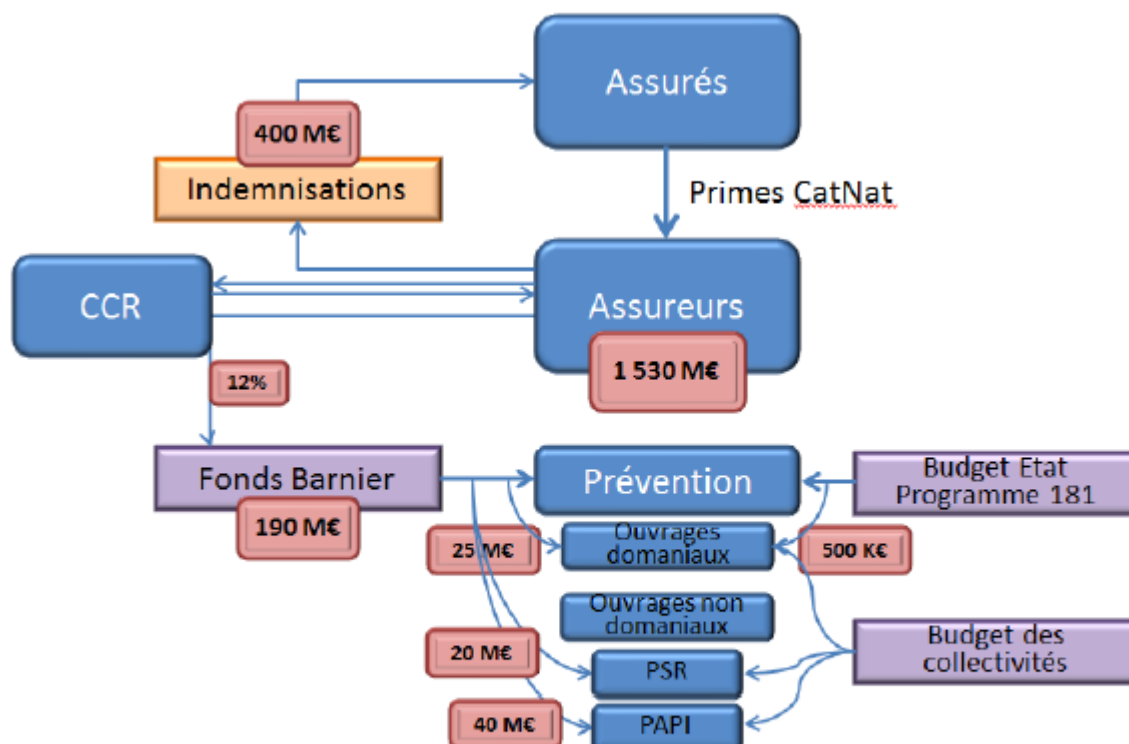 Assurés
400 M€
Indemnisations
Primes CatNat
CCR
Assureurs
1 530 M€
12%
Fonds Barnier
190 M€
Prévention
Budget Etat
Programme 181
25 M€
Ouvrages
domaniaux
500 K€
Ouvrages non
domaniaux
Budget des
collectivités
20 M€
PSR
40 M€
PAPI